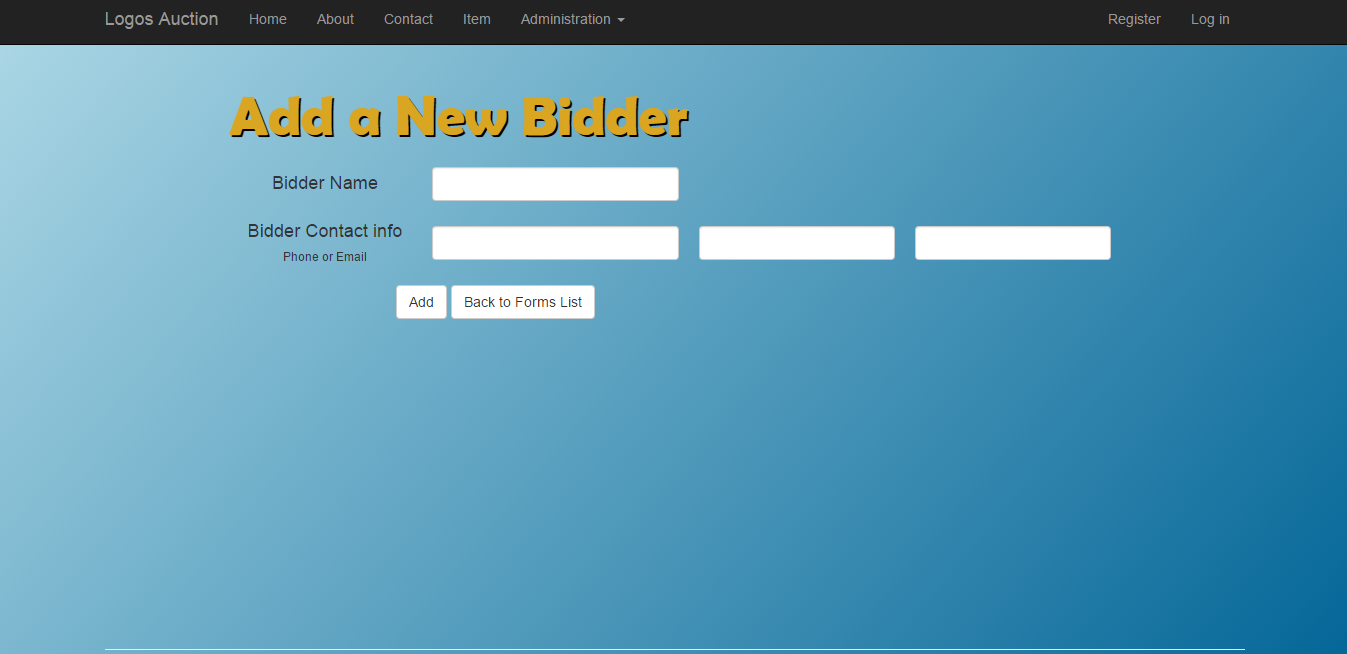 Logos Auction Home About Contact Item Administration Register Log in
Add a New Bidder
Bidder Name
Bidder Contact info
Phone or Email
Add Back to Forms List